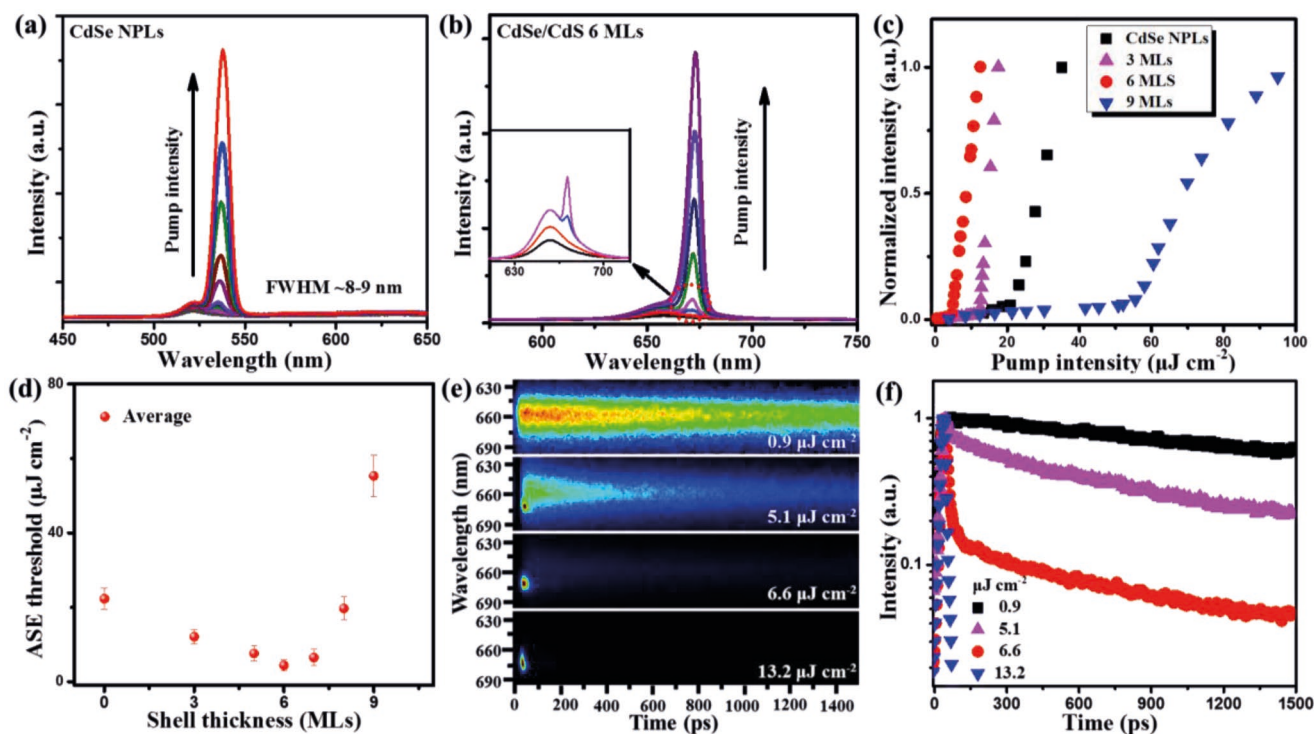 (a)
CdSe NPLs
Pump intensity
FWHM ~8-9 nm
Intensity (a.u.)
450 500 550 600 650
Wavelength (nm)
(b)
CdSe/CdS 6 MLs
Pump intensity
630 700
Intensity (a.u.)
600 650 700 750
Wavelength (nm)
(c)
CdSe NPLs
3 MLs
6 MLS
9 MLs
Normalized intensity (a.u.)
1.0
0.5
0.0
0 20 40 60 80 100
Pump intensity (µJ cm⁻²)
(d)
Average
ASE threshold (µJ cm⁻²)
80
40
0
0 3 6 9
Shell thickness (MLs)
(e)
Wavelength (nm)
630
660
690
0.9 µJ cm⁻²
630
660
690
5.1 µJ cm⁻²
630
660
690
6.6 µJ cm⁻²
630
660
690
13.2 µJ cm⁻²
0 200 400 600 800 1000 1200 1400
Time (ps)
(f)
Intensity (a.u.)
1
0.1
µJ cm⁻²
0.9
5.1
6.6
13.2
0 300 600 900 1200 1500
Time (ps)